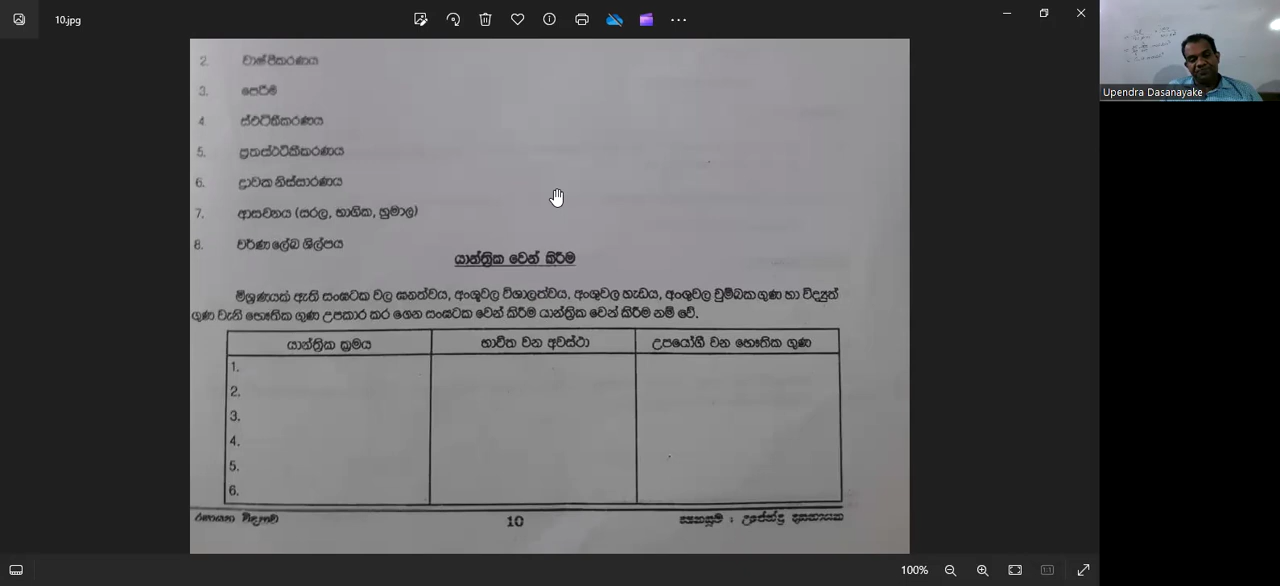 10.jpg
Upendra Dasanayake
2. වාෂ්පීකරණය
3. පෙරීම
4. ස්ඵටිකීකරණය
5. ප්‍රතිස්ඵටිකීකරණය
6. ද්‍රාවක නිස්සාරණය
7. ආසවනය (සරල, භාගික, හුමාල)
8. වර්ණ ලේඛ ශිල්පය
යාන්ත්‍රික වෙන් කිරීම
මිශ්‍රණයක් ඇති සංඝටක වල ඝනත්වය, අංශුවල විශාලත්වය, අංශුවල හැඩය, අංශුවල චුම්බක ගුණ හා විද්‍යුත්
ගුණ වැනි භෞතික ගුණ උපකාර කර ගෙන සංඝටක වෙන් කිරීම යාන්ත්‍රික වෙන් කිරීම නම් වේ.
යාන්ත්‍රික ක්‍රමය භාවිත වන අවස්ථා උපයෝගී වන භෞතික ගුණ
1.
2.
3.
4.
5.
6.
රසායන විද්‍යාව 10 සැකසුම : උපේන්ද්‍ර දසනායක
100%